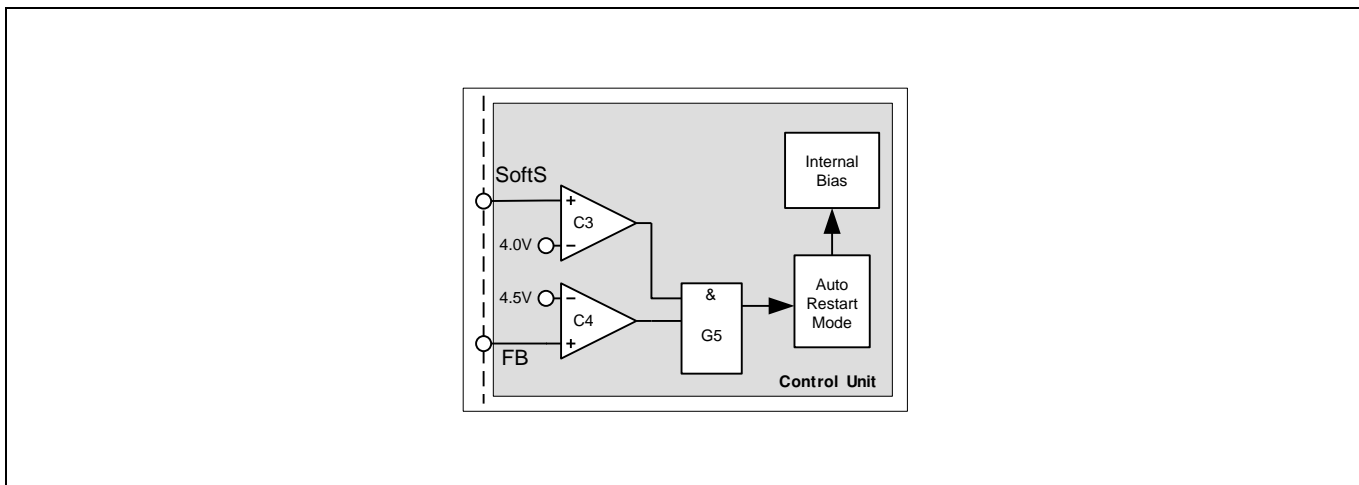 SoftS
+
C3
4.0V
−
4.5V
−
C4
+
FB
&
G5
Internal
Bias
Auto
Restart
Mode
Control Unit